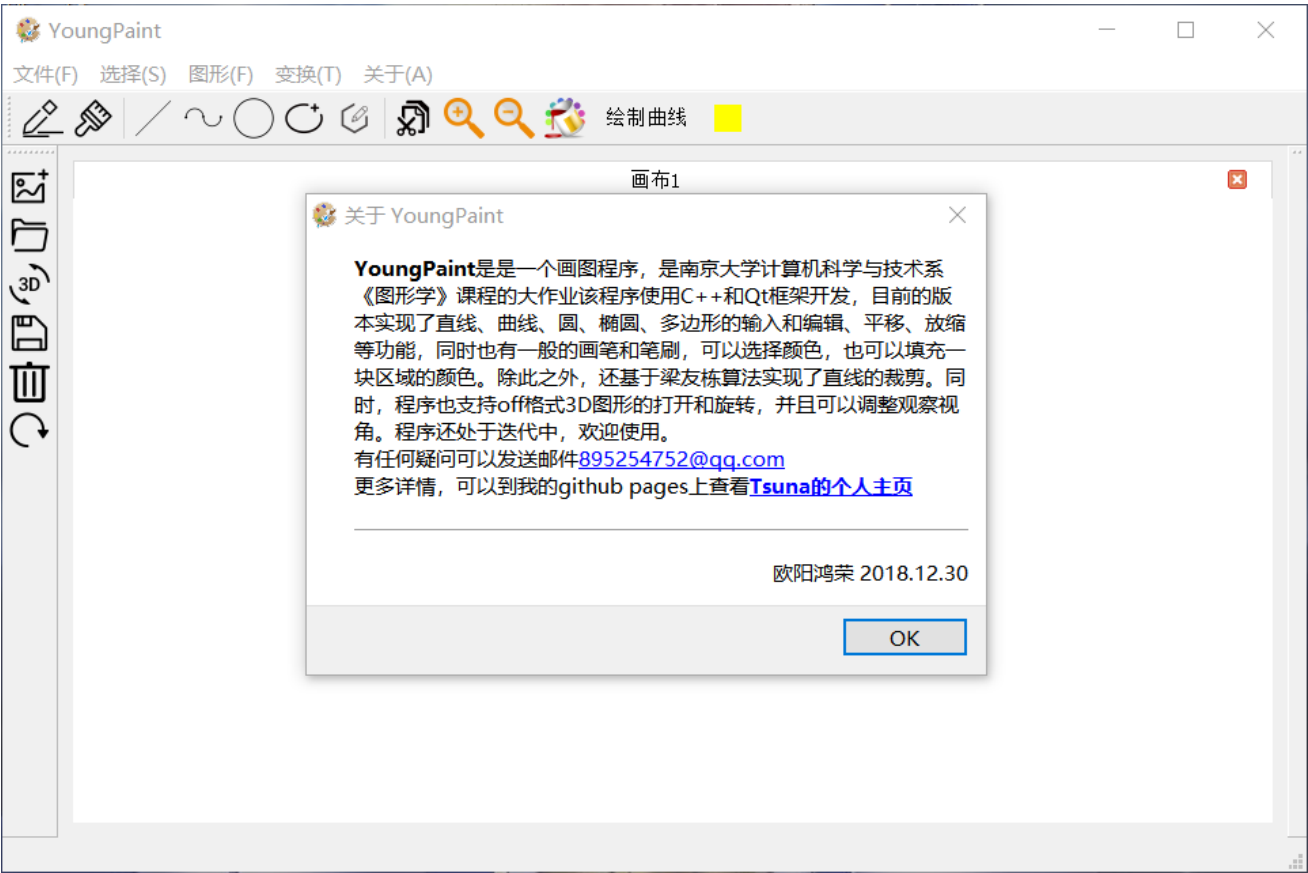 YoungPaint
文件(F) 选择(S) 图形(F) 变换(T) 关于(A)
3D 绘制曲线
画布1
关于 YoungPaint
YoungPaint是是一个画图程序，是南京大学计算机科学与技术系
《图形学》课程的大作业该程序使用C++和Qt框架开发，目前的版
本实现了直线、曲线、圆、椭圆、多边形的输入和编辑、平移、放缩
等功能，同时也有一般的画笔和笔刷，可以选择颜色，也可以填充一
块区域的颜色。除此之外，还基于梁友栋算法实现了直线的裁剪。同
时，程序也支持off格式3D图形的打开和旋转，并且可以调整观察视
角。程序还处于迭代中，欢迎使用。
有任何疑问可以发送邮件895254752@qq.com
更多详情，可以到我的github pages上查看Tsuna的个人主页
欧阳鸿荣 2018.12.30
OK